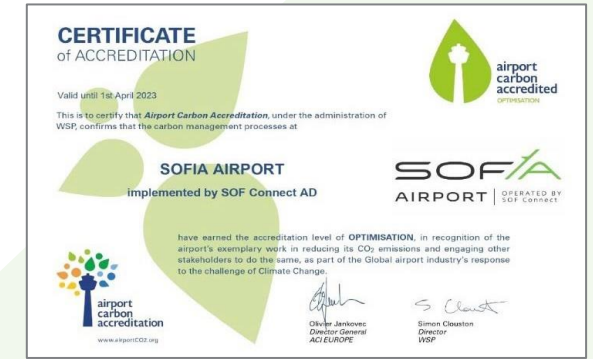 CERTIFICATE
of ACCREDITATION
airport
carbon
accredited
OPTIMISATION
Valid until 1st April 2023
This is to certify that Airport Carbon Accreditation, under the administration of
WSP, confirms that the carbon management processes at
SOFIA AIRPORT
implemented by SOF Connect AD
SOFIA
AIRPORT OPERATED BY
SOF Connect
have earned the accreditation level of OPTIMISATION, in recognition of the
airport's exemplary work in reducing its CO₂ emissions and engaging other
stakeholders to do the same, as part of the Global airport industry's response
to the challenge of Climate Change.
airport
carbon
accreditation
www.airportCO2.org
S. Clouston
Olivier Jankovec
Director General
ACI EUROPE
Simon Clouston
Director
WSP